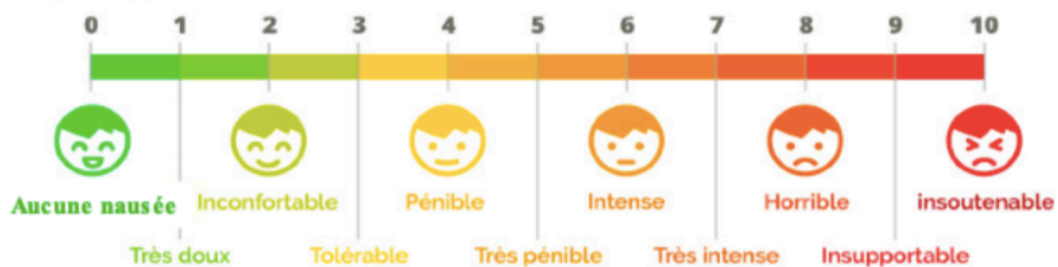 0 1 2 3 4 5 6 7 8 9 10
Aucune nausée Inconfortable Pénible Intense Horrible insoutenable
Très doux Tolérable Très pénible Très intense Insupportable